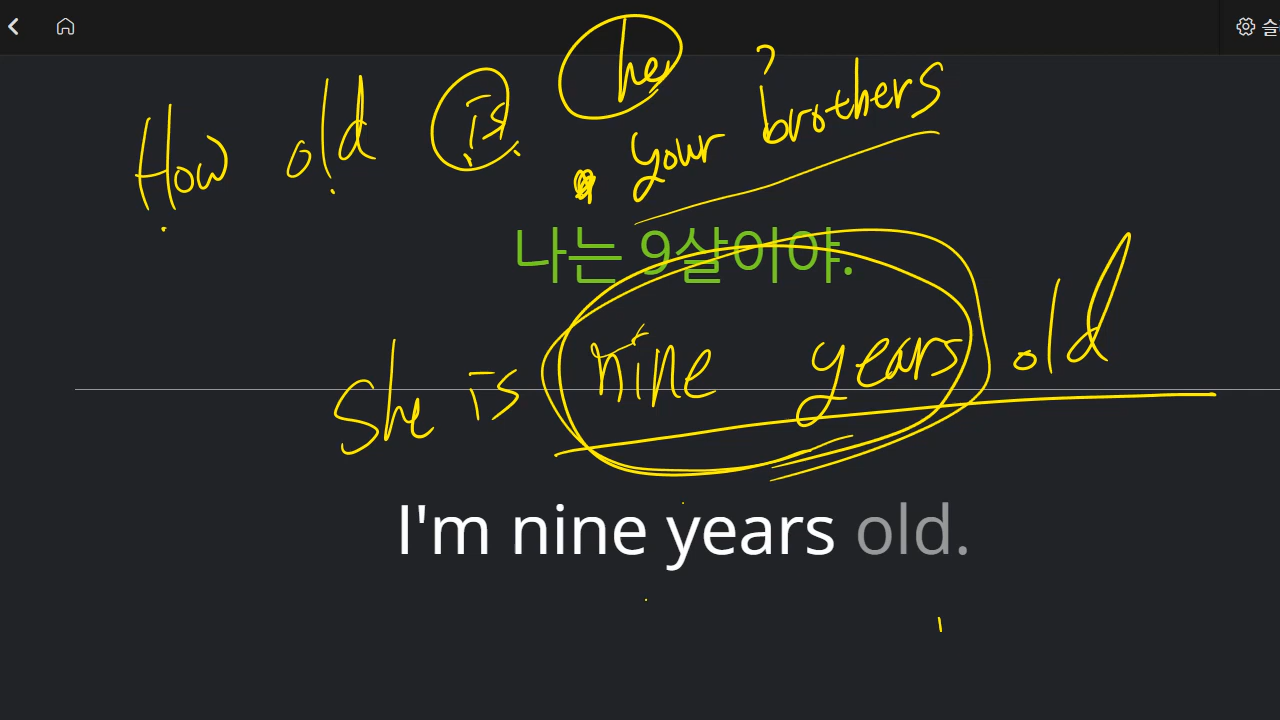 슬
How old is he ?
your brothers
나는 9살이야.
She is nine years old
I'm nine years old.